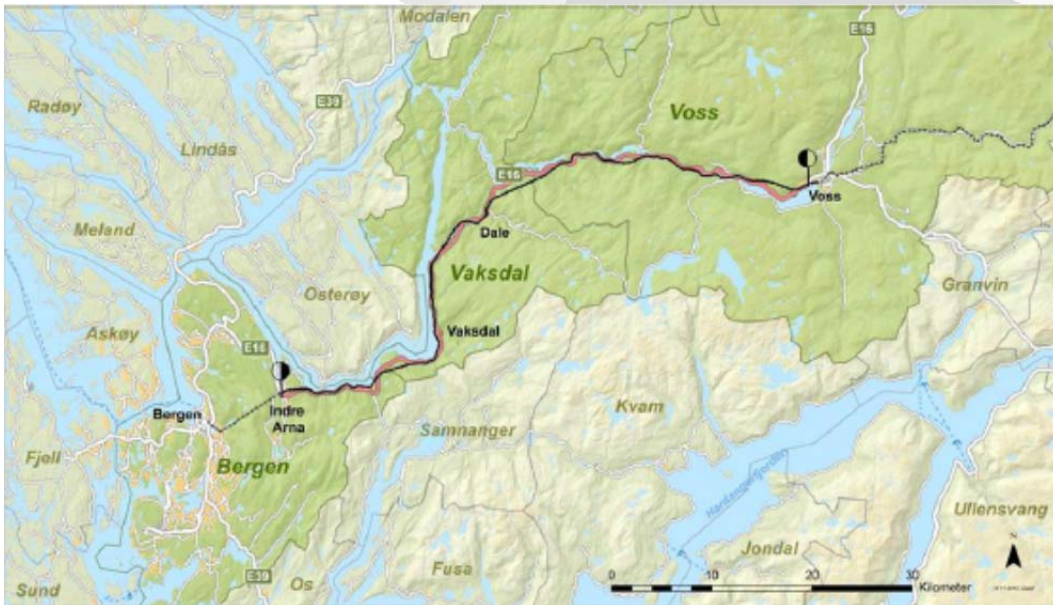 Modalen
E16
E39
Radøy
Voss
Lindås
E16
Voss
Dale
Meland
Vaksdal
Granvin
Osterøy
Askøy
Vaksdal
E16
Bergen
Indre
Arna
Kvam
Samnanger
Fjell
Bergen
Hardangerfjorden
Ullensvang
Jondal
Fusa
E39
Os
Sund
N
0 10 20 30
Kilometer